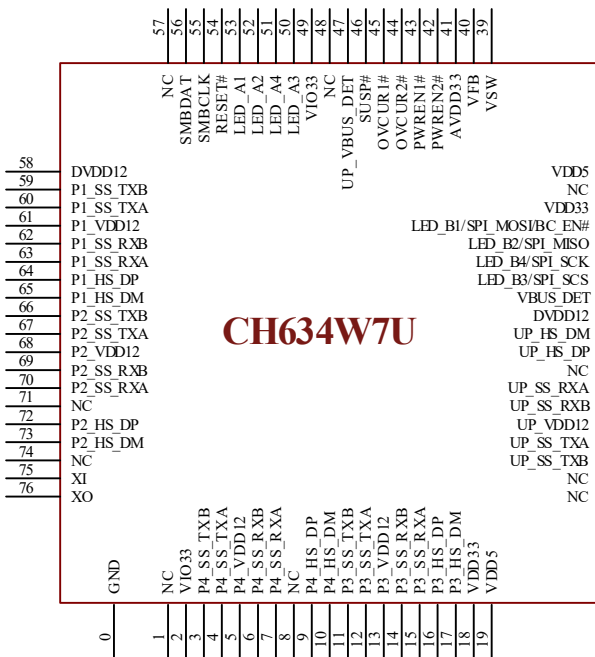 57
56
55
54
53
52
51
50
49
48
47
46
45
44
43
42
41
40
39
NC
SMBDAT
SMBCLK
RESET#
LED_A1
LED_A2
LED_A4
LED_A3
VIO33
NC
UP_VBUS_DET
SUSP#
OVCUR1#
OVCUR2#
PWREN1#
PWREN2#
AVDD33
VFB
VSW
58 DVDD12
59 P1_SS_TXB
60 P1_SS_TXA
61 P1_VDD12
62 P1_SS_RXB
63 P1_SS_RXA
64 P1_HS_DP
65 P1_HS_DM
66 P2_SS_TXB
67 P2_SS_TXA
68 P2_VDD12
69 P2_SS_RXB
70 P2_SS_RXA
71 NC
72 P2_HS_DP
73 P2_HS_DM
74 NC
75 XI
76 XO
CH634W7U
VDD5
NC
VDD33
LED_B1/SPI_MOSI/BC_EN#
LED_B2/SPI_MISO
LED_B4/SPI_SCK
LED_B3/SPI_SCS
VBUS_DET
DVDD12
UP_HS_DM
UP_HS_DP
NC
UP_SS_RXA
UP_SS_RXB
UP_VDD12
UP_SS_TXA
UP_SS_TXB
NC
NC
GND
NC
VIO33
P4_SS_TXB
P4_SS_TXA
P4_VDD12
P4_SS_RXB
P4_SS_RXA
NC
P4_HS_DP
P4_HS_DM
P3_SS_TXB
P3_SS_TXA
P3_VDD12
P3_SS_RXB
P3_SS_RXA
P3_HS_DP
P3_HS_DM
VDD33
VDD5
0
1
2
3
4
5
6
7
8
9
10
11
12
13
14
15
16
17
18
19